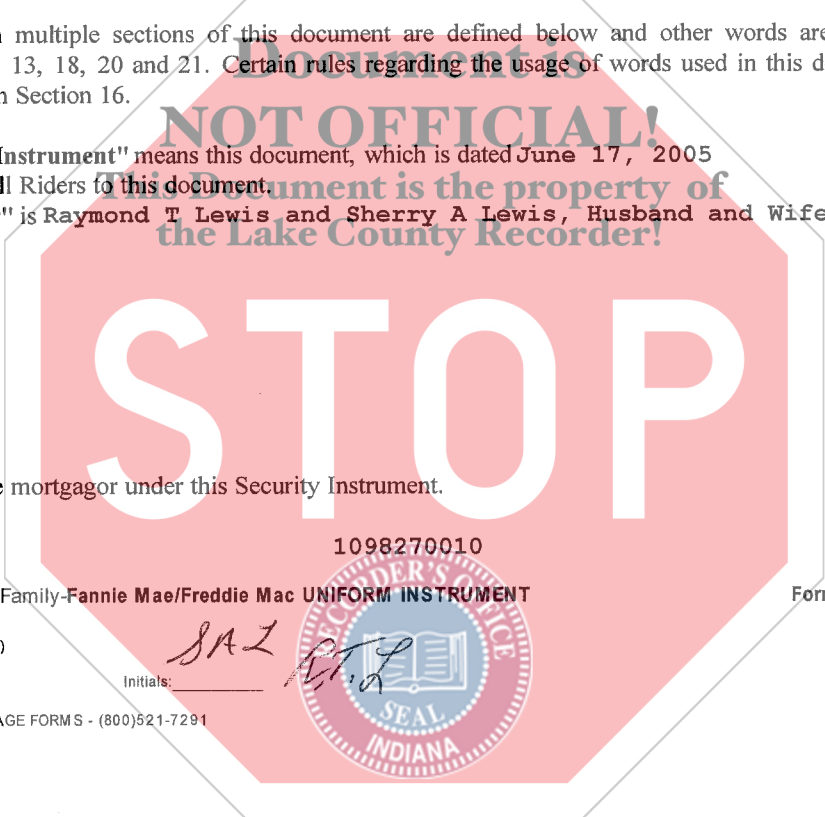 multiple sections of this document are defined below and other words are
Document is
13, 18, 20 and 21. Certain rules regarding the usage of words used in this d
Section 16.
NOT OFFICIAL!
Instrument" means this document, which is dated June 17, 2005
ll Riders to this document.
This Document is the property of
" is Raymond T Lewis and Sherry A Lewis, Husband and Wife
the Lake County Recorder!
STOP
e mortgagor under this Security Instrument.
1098270010
Family-Fannie Mae/Freddie Mac UNIFORM INSTRUMENT For
RECORDER'S OFFICE
)
SAL R.T.L
Initials:
SEAL
AGE FORMS - (800)521-7291
INDIANA